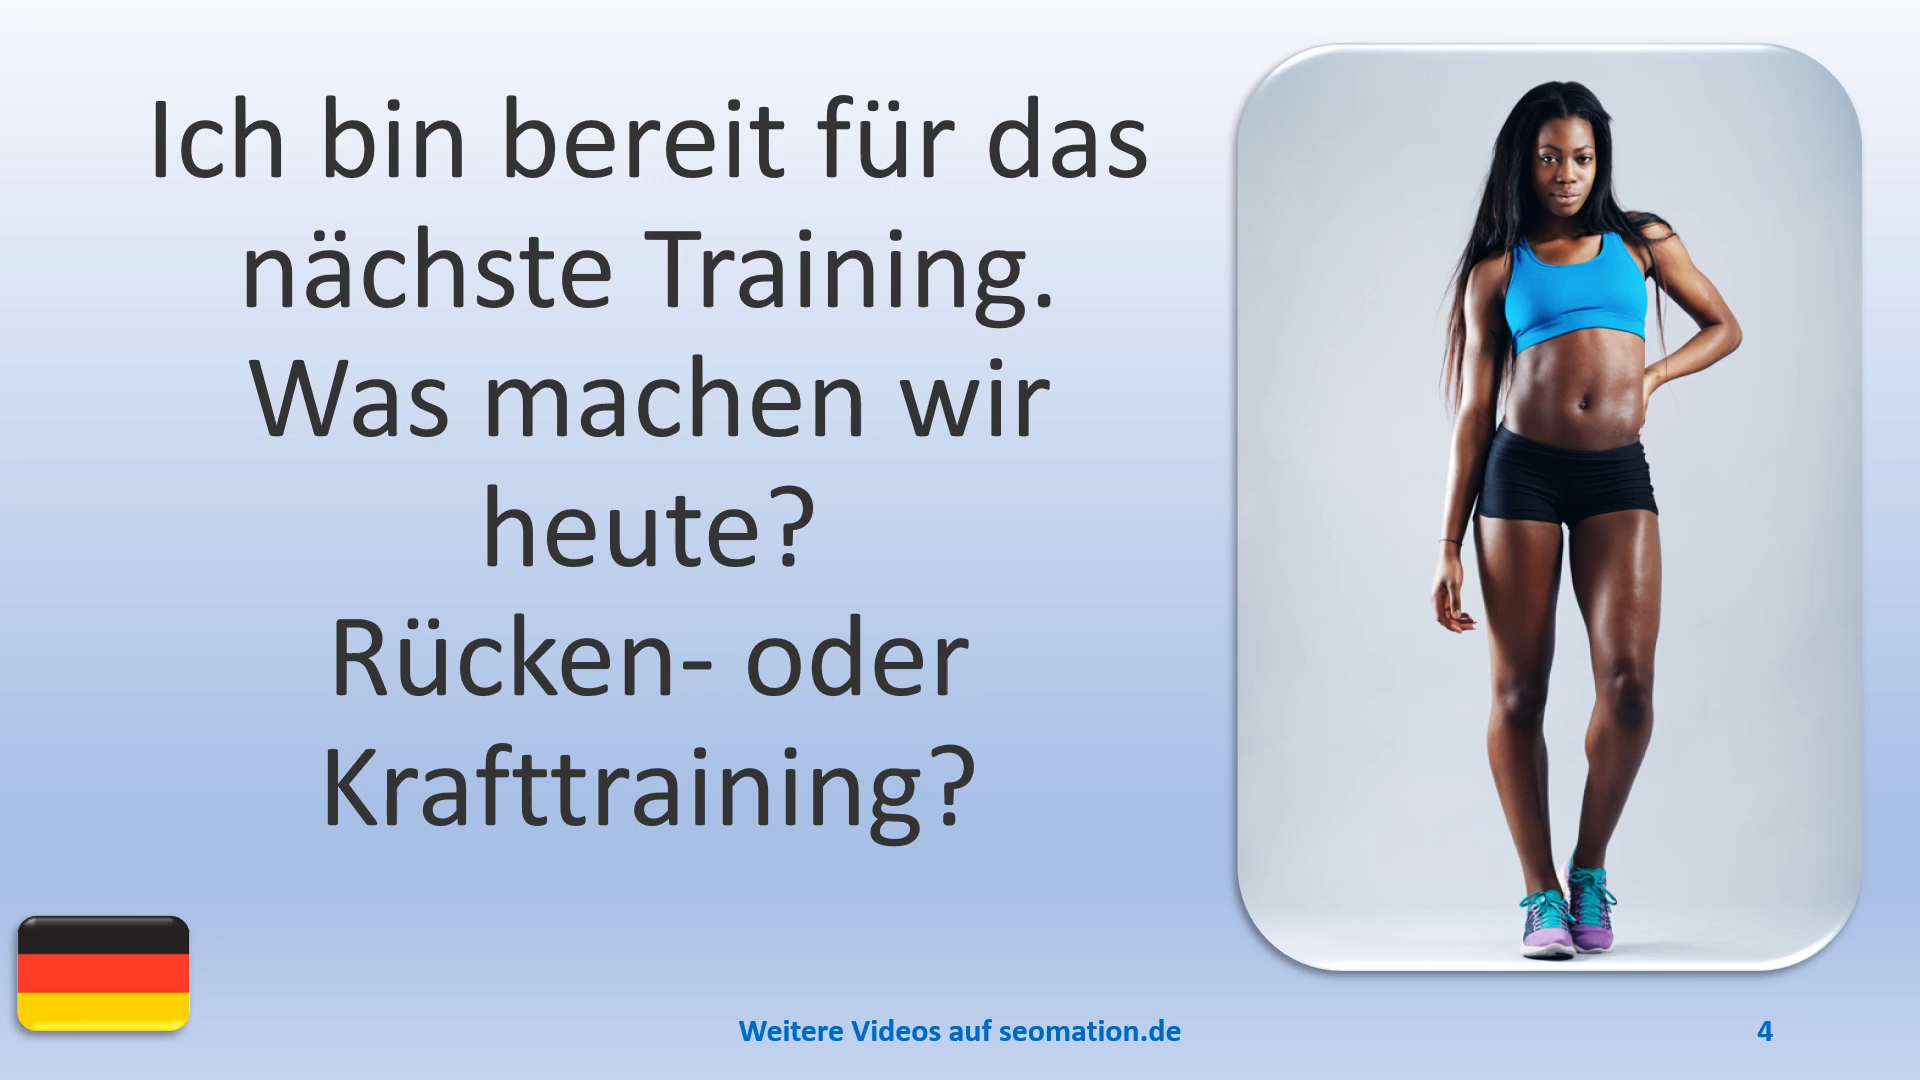 Ich bin bereit für das
nächste Training.
Was machen wir
heute?
Rücken- oder
Krafttraining?
Weitere Videos auf seomation.de
4